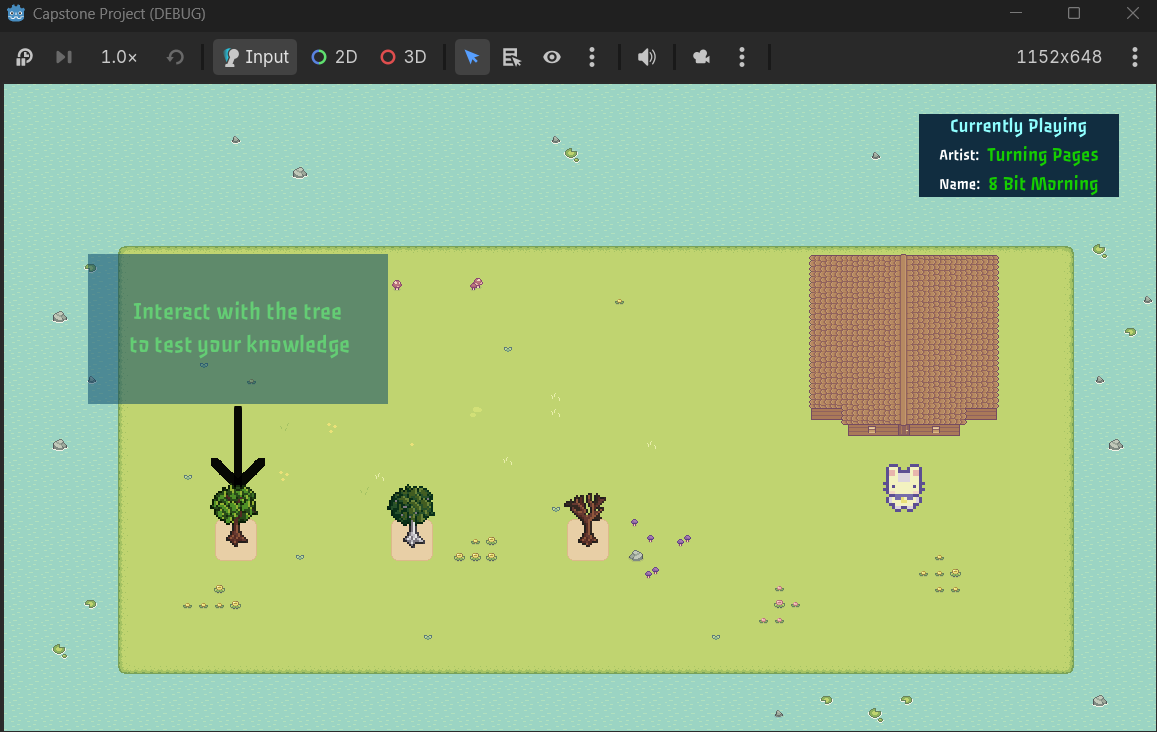 Capstone Project (DEBUG)
1.0× Input 2D 3D 1152x648
Currently Playing
Artist: Turning Pages
Name: 8 Bit Morning
Interact with the tree
to test your knowledge